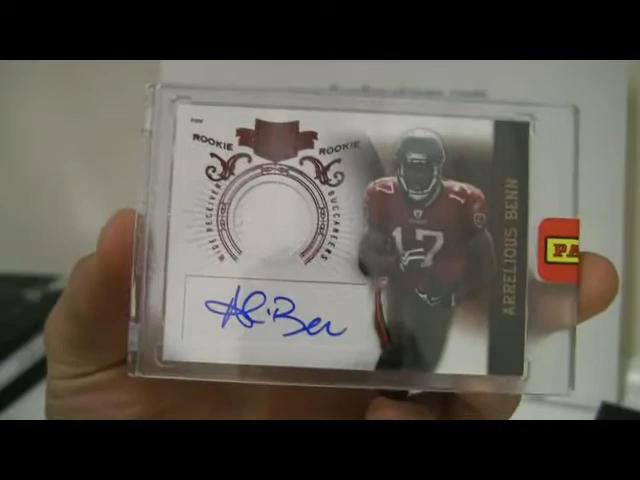 ROOKIE
ROOKIE
WIDE RECEIVER
BUCCANEERS
17
17
ARRELIOUS BENN
PA